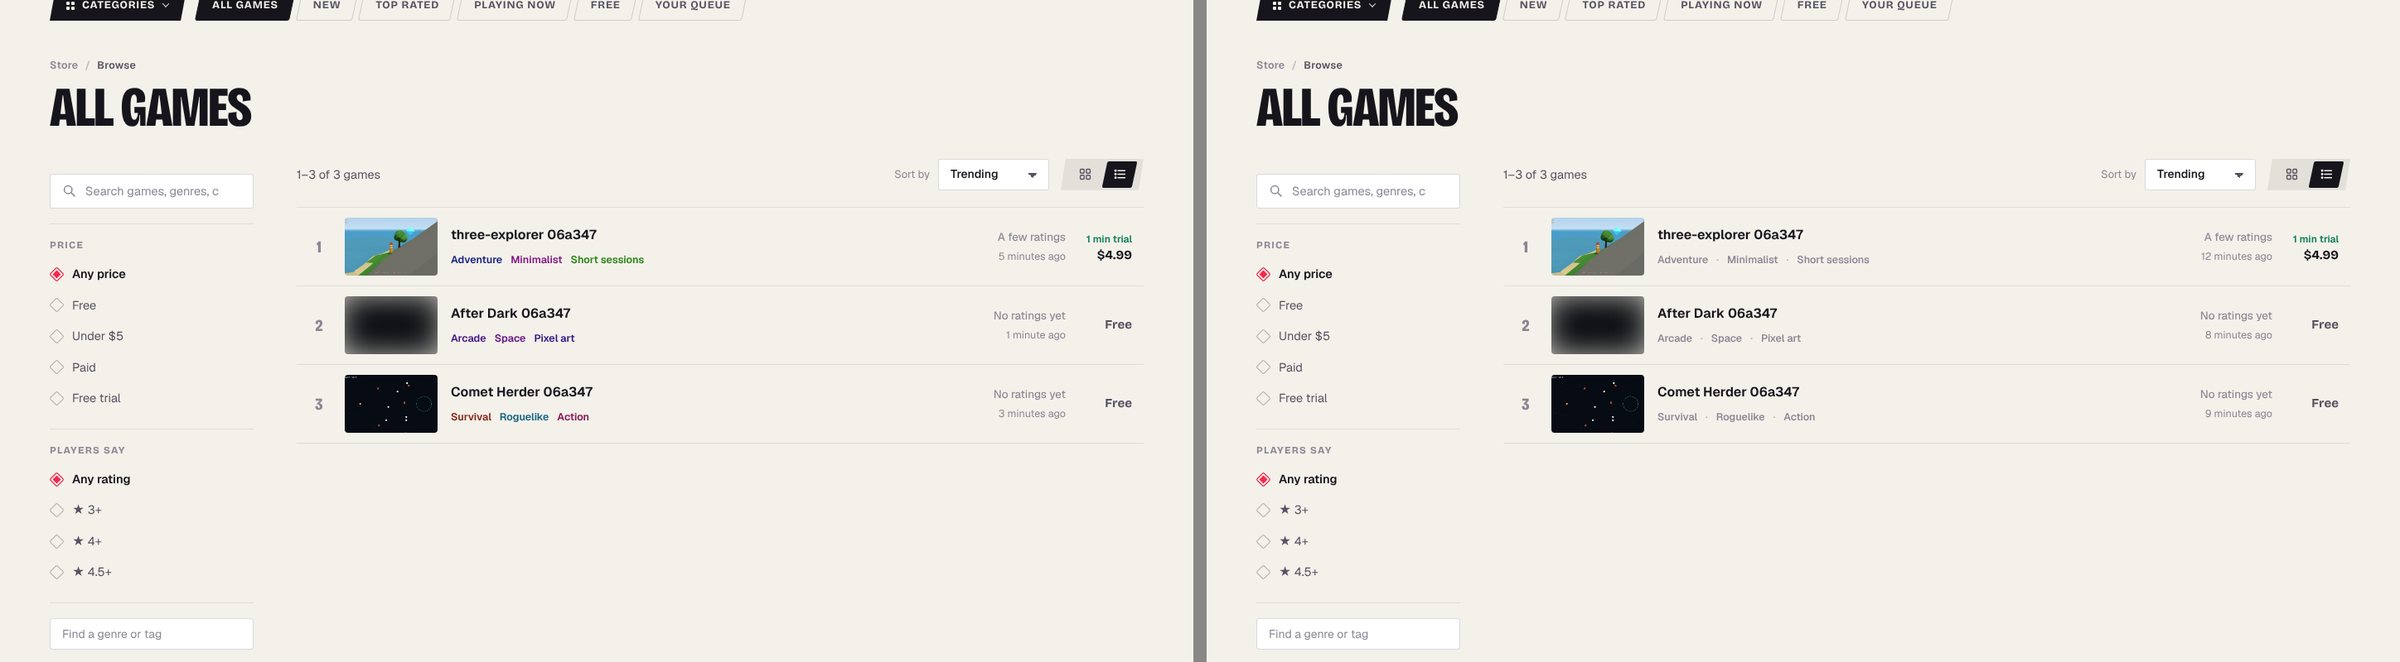 CATEGORIES ALL GAMES NEW TOP RATED PLAYING NOW FREE YOUR QUEUE
Store / Browse
ALL GAMES
Search games, genres, c
1–3 of 3 games
Sort by Trending
PRICE
Any price
Free
Under $5
Paid
Free trial
PLAYERS SAY
Any rating
★ 3+
★ 4+
★ 4.5+
Find a genre or tag
1
three-explorer 06a347
Adventure Minimalist Short sessions
A few ratings
5 minutes ago
1 min trial
$4.99
2
After Dark 06a347
Arcade Space Pixel art
No ratings yet
1 minute ago
Free
3
Comet Herder 06a347
Survival Roguelike Action
No ratings yet
3 minutes ago
Free
CATEGORIES ALL GAMES NEW TOP RATED PLAYING NOW FREE YOUR QUEUE
Store / Browse
ALL GAMES
Search games, genres, c
1–3 of 3 games
Sort by Trending
PRICE
Any price
Free
Under $5
Paid
Free trial
PLAYERS SAY
Any rating
★ 3+
★ 4+
★ 4.5+
Find a genre or tag
1
three-explorer 06a347
Adventure · Minimalist · Short sessions
A few ratings
12 minutes ago
1 min trial
$4.99
2
After Dark 06a347
Arcade · Space · Pixel art
No ratings yet
8 minutes ago
Free
3
Comet Herder 06a347
Survival · Roguelike · Action
No ratings yet
9 minutes ago
Free